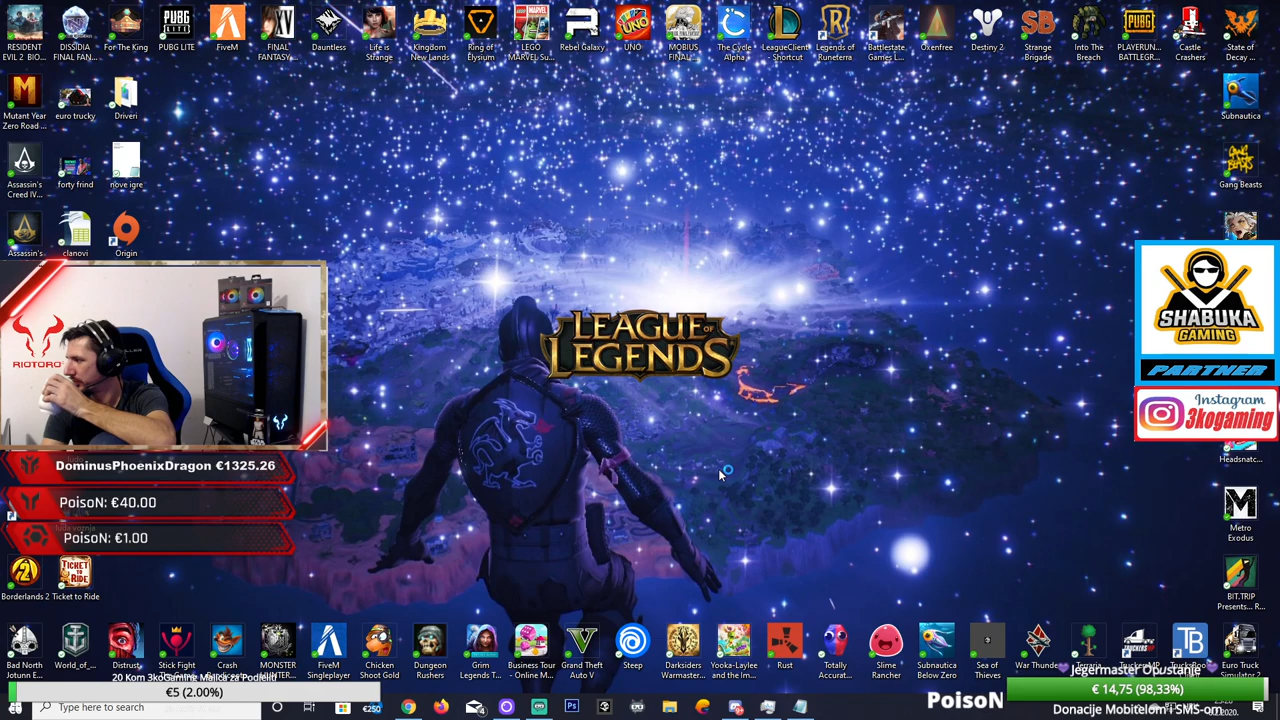 RESIDENT EVIL 2 BIO...
DISSIDIA FINAL FAN...
For The King
PUBG LITE
FiveM
FINAL FANTASY ...
Dauntless
Life is Strange
Kingdom New Lands
Ring of Elysium
LEGO MARVEL Su...
Rebel Galaxy
UNO
MOBIUS FINAL ...
The Cycle Alpha
LeagueClient - Shortcut
Legends of Runeterra
Battlestate Games L...
Oxenfree
Destiny 2
Strange Brigade
Into The Breach
PLAYERUN... BATTLEGR...
Castle Crashers
State of Decay ...
Mutant Year Zero Road ...
euro trucky
Driveri
Subnautica
Assassin's Creed IV...
forty frind
nove igre
Gang Beasts
Assassin's
clanovi
Origin
LEAGUE OF LEGENDS
RIOTORO
SHABUKA
GAMING
PARTNER
Instagram
3kogaming
Headsnatc...
DominusPhoenixDragon €1325.26
PoisoN: €40.00
luda voznja
PoisoN: €1.00
Metro Exodus
Borderlands 2
Ticket to Ride
BIT.TRIP Presents... R...
Bad North Jotunn E...
World_of_...
Distrust
Stick Fight
Crash
MONSTER
FiveM Singleplayer
Chicken Shoot Gold
Dungeon Rushers
Grim Legends T...
Business Tour - Online M...
Grand Theft Auto V
Steep
Darksiders Warmaster...
Yooka-Laylee and the Im...
Rust
Totally Accurat...
Slime Rancher
Subnautica Below Zero
Sea of Thieves
War Thunder
Terraria
TruckersMP
Euro Truck Simulator 2
20 Kom 3koGaming Majica za podjelit!
€5 (2.00%)
€250
Jegermaster Opustanje
€ 14,75 (98,33%)
PoisoN
Donacije Mobitelom i SMS-om
Type here to search